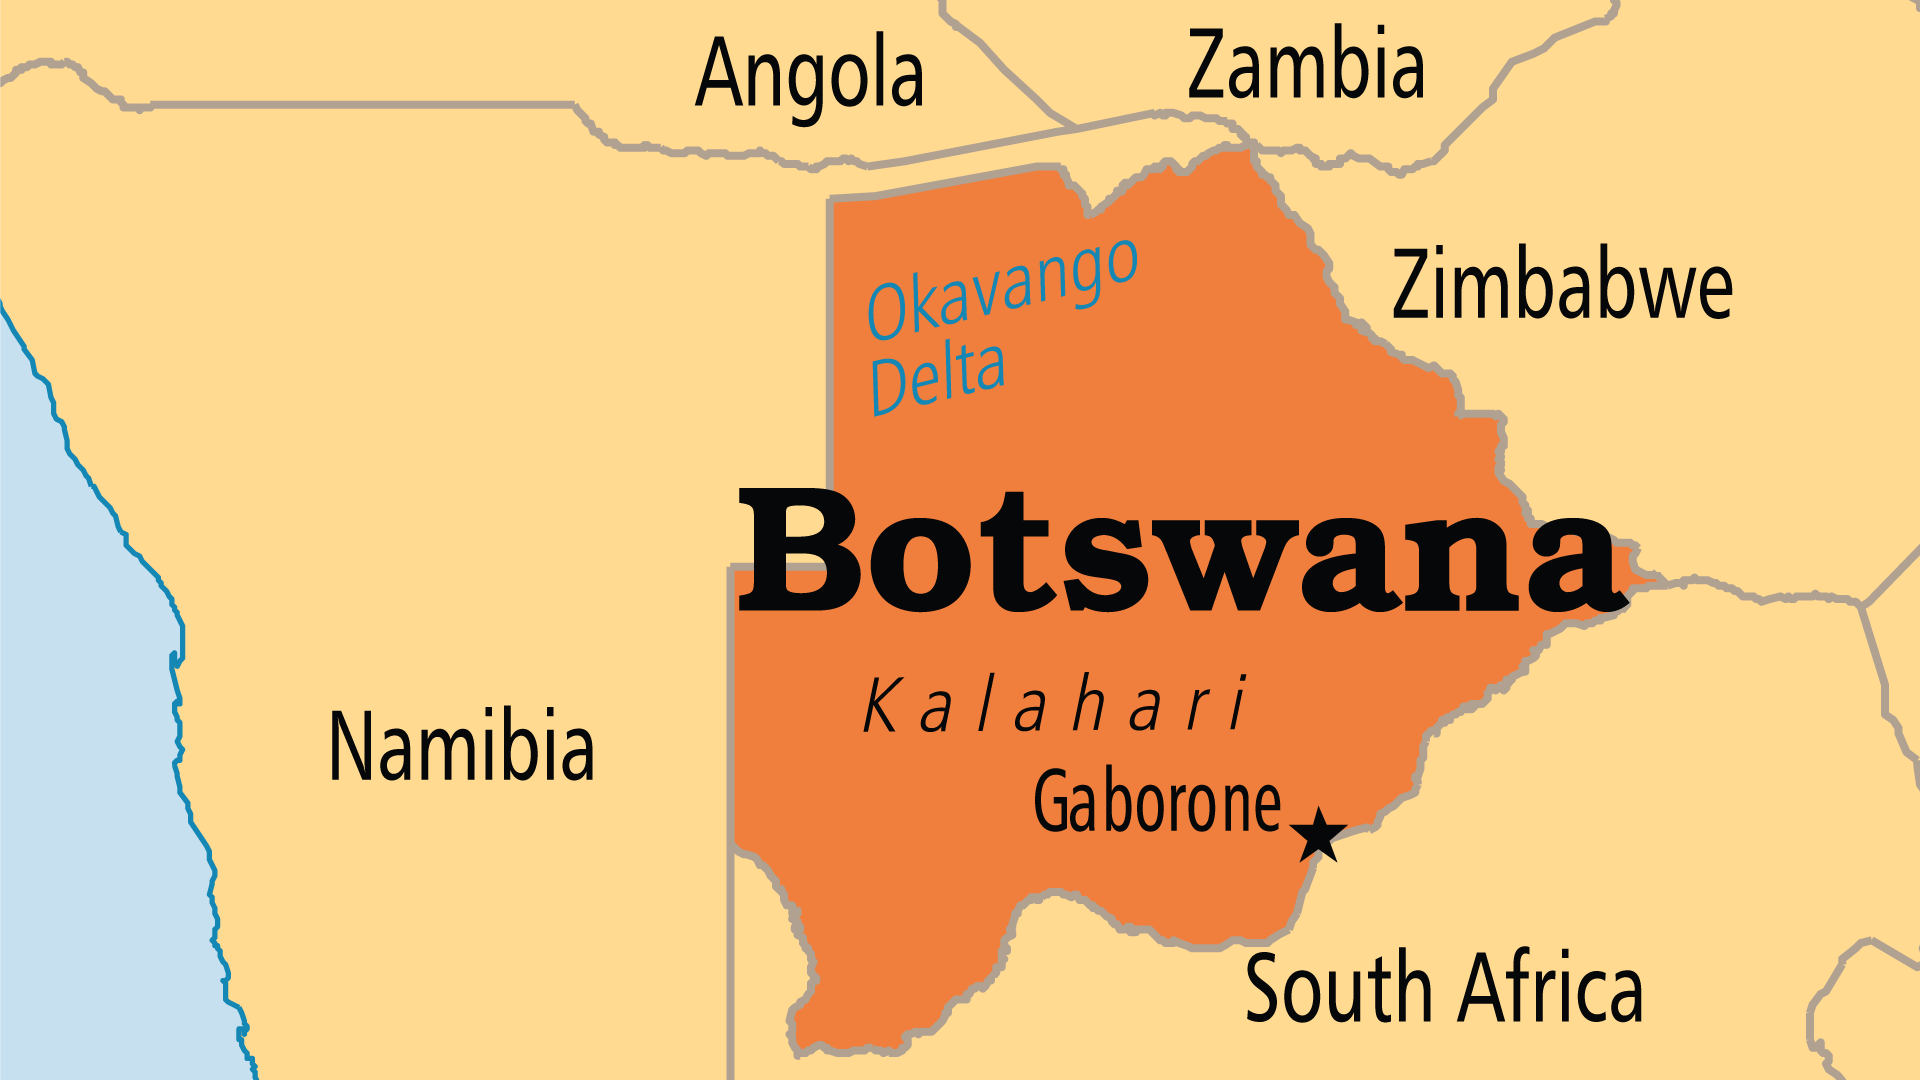 Angola
Zambia
Zimbabwe
Okavango
Delta
Botswana
Kalahari
Namibia
Gaborone
South Africa